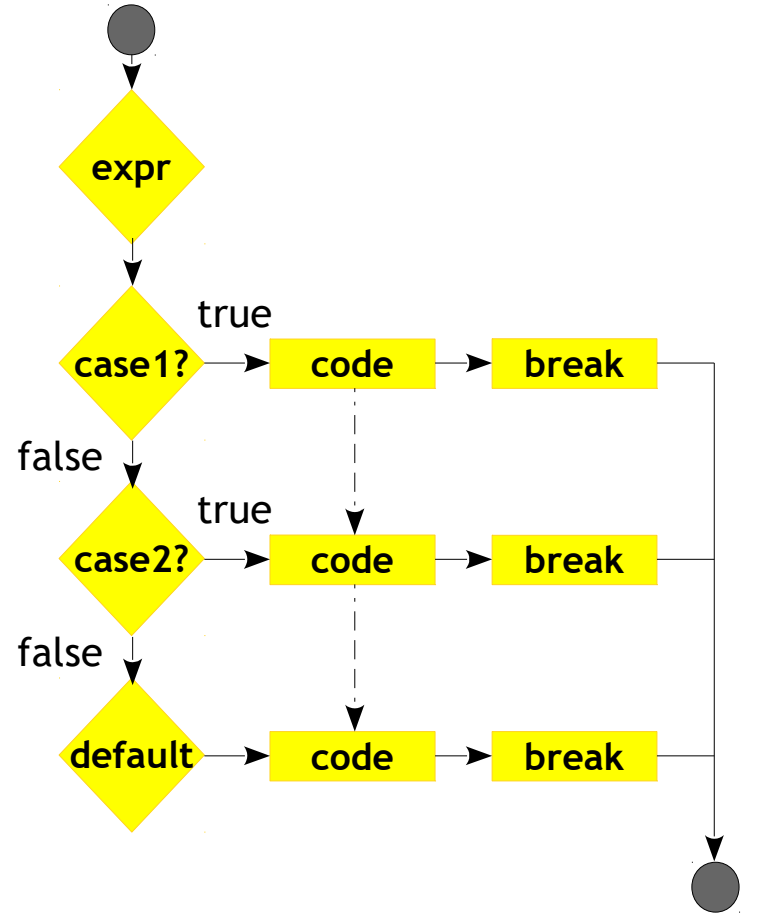 expr
true
case1?
code
break
false
true
case2?
code
break
false
default
code
break